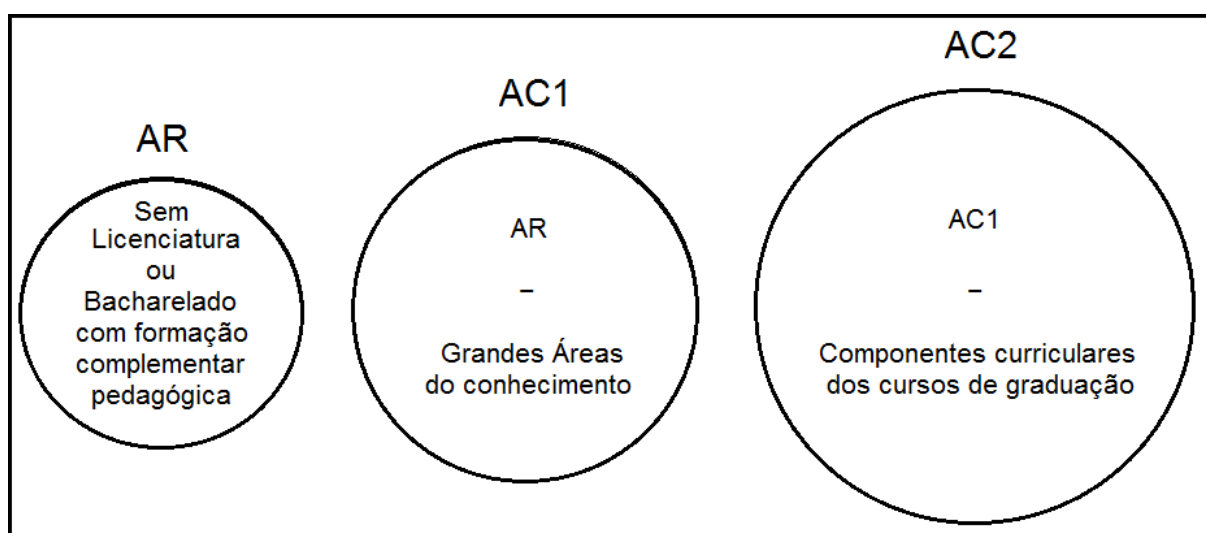 AR
Sem
Licenciatura
ou
Bacharelado
com formação
complementar
pedagógica
AC1
AR
–
Grandes Áreas
do conhecimento
AC2
AC1
–
Componentes curriculares
dos cursos de graduação